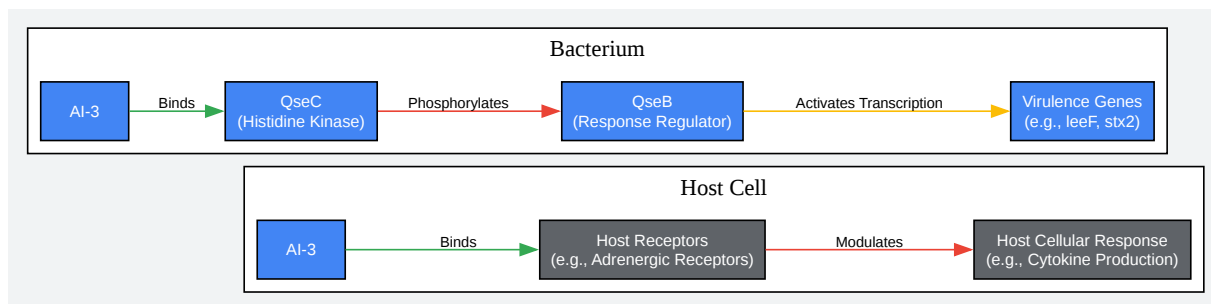 Bacterium
AI-3
Binds
QseC
(Histidine Kinase)
Phosphorylates
QseB
(Response Regulator)
Activates Transcription
Virulence Genes
(e.g., leeF, stx2)
Host Cell
AI-3
Binds
Host Receptors
(e.g., Adrenergic Receptors)
Modulates
Host Cellular Response
(e.g., Cytokine Production)